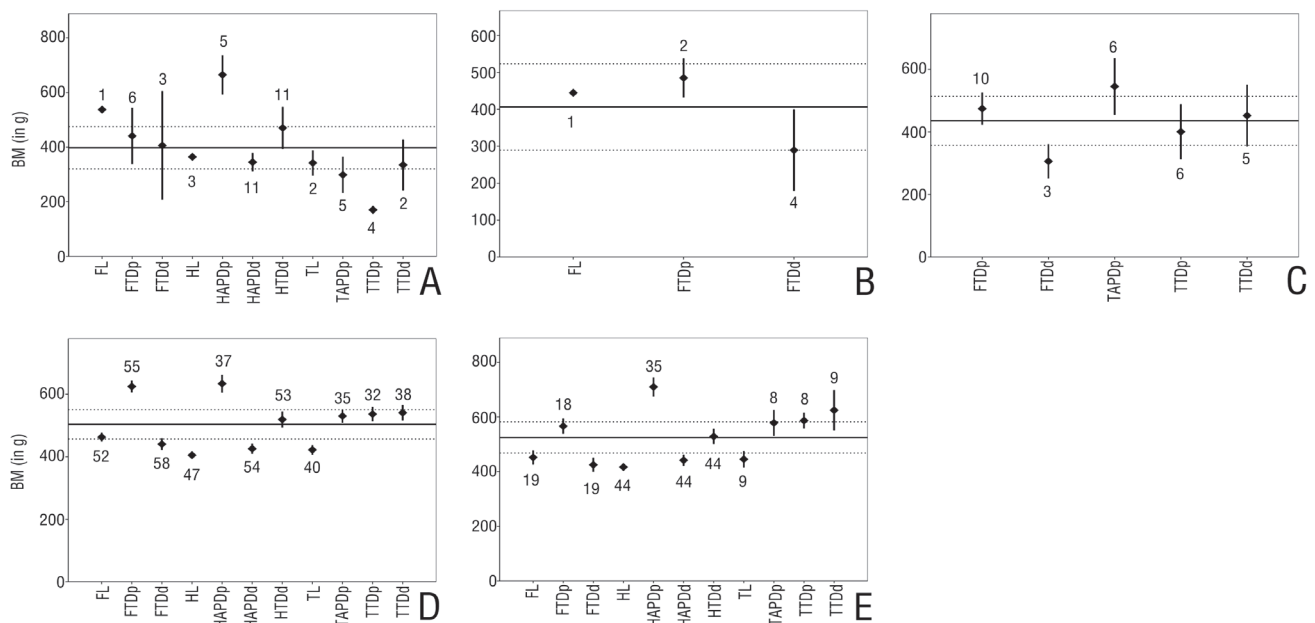 BM (in g)
800
600
400
200
0
1
6
3
3
5
11
11
2
5
4
2
FL
FTDp
FTDd
HL
HAPDp
HAPDd
HTDd
TL
TAPDp
TTDp
TTDd
A
600
500
400
300
200
100
0
1
2
4
FL
FTDp
FTDd
B
600
400
200
0
10
3
6
6
5
FTDp
FTDd
TAPDp
TTDp
TTDd
C
BM (in g)
600
400
200
0
52
55
58
47
37
54
53
40
35
32
38
FL
FTDp
FTDd
HL
HAPDp
HAPDd
HTDd
TL
TAPDp
TTDp
TTDd
D
800
600
400
200
0
19
18
19
44
35
44
44
9
8
8
9
FL
FTDp
FTDd
HL
HAPDp
HAPDd
HTDd
TL
TAPDp
TTDp
TTDd
E